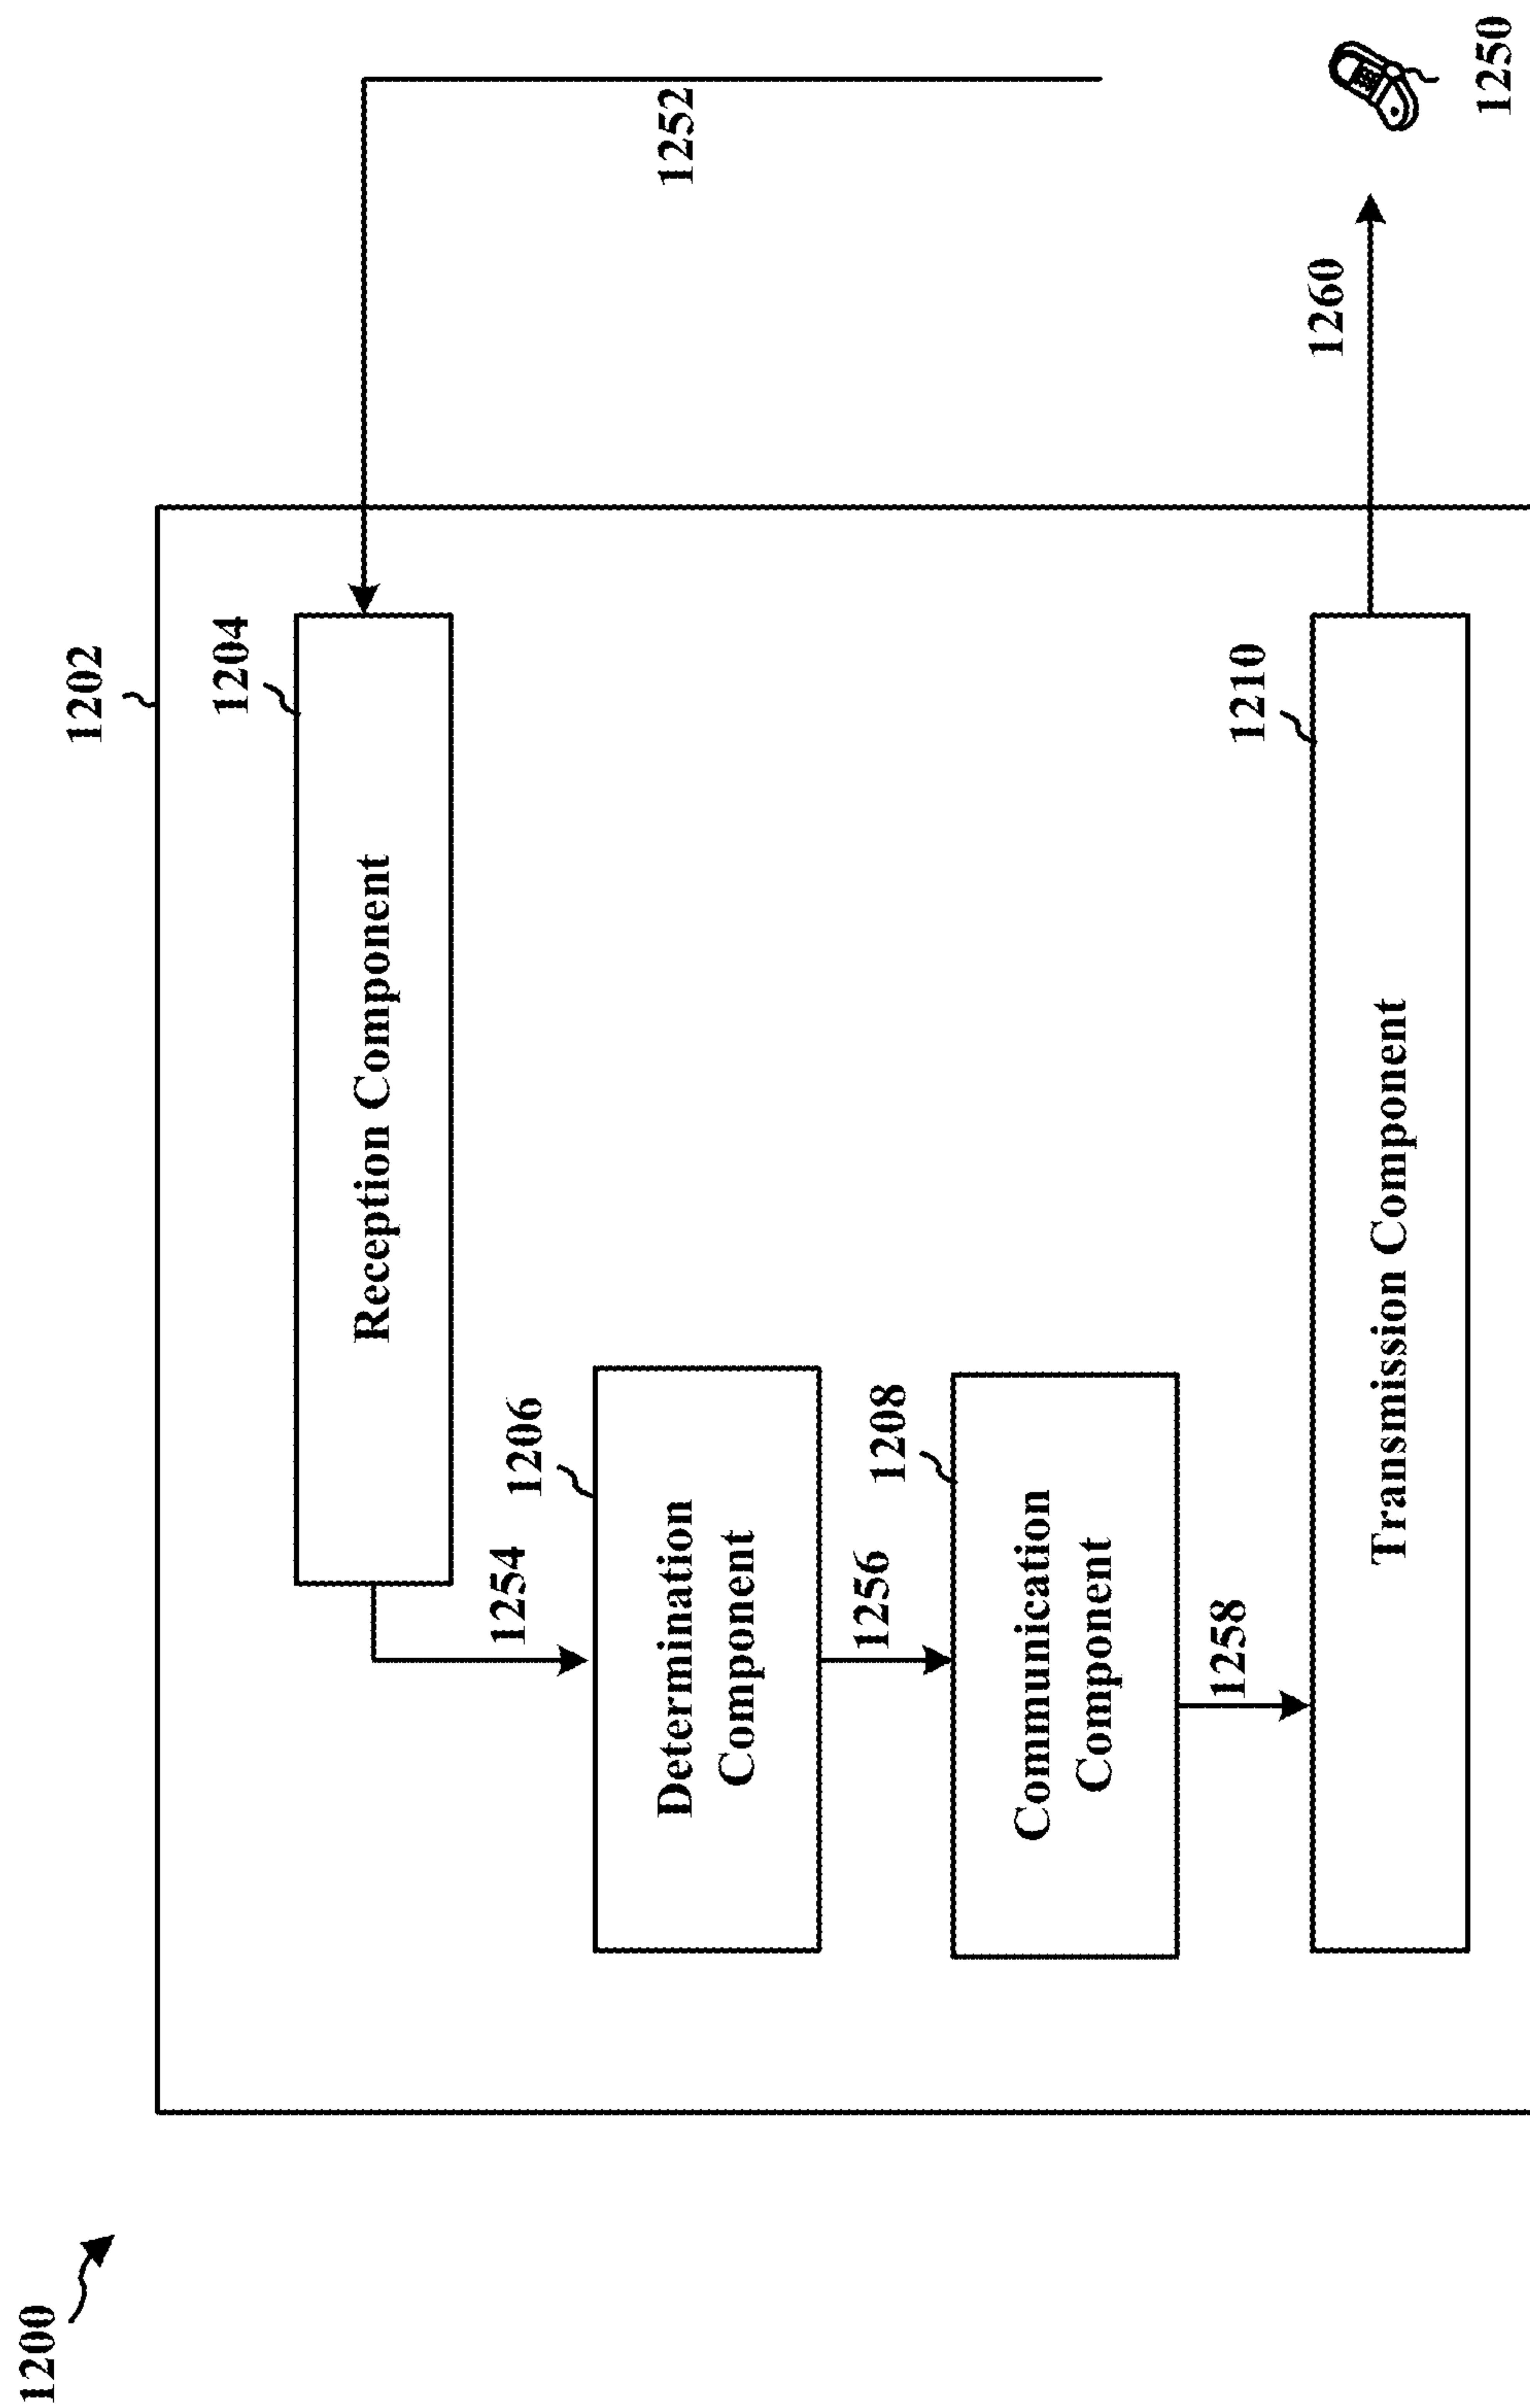 1200
1202
1204
Reception Component
1252
1254
1206
Determination
Component
1256
1208
Communication
Component
1258
1210
Transmission Component
1260
1250